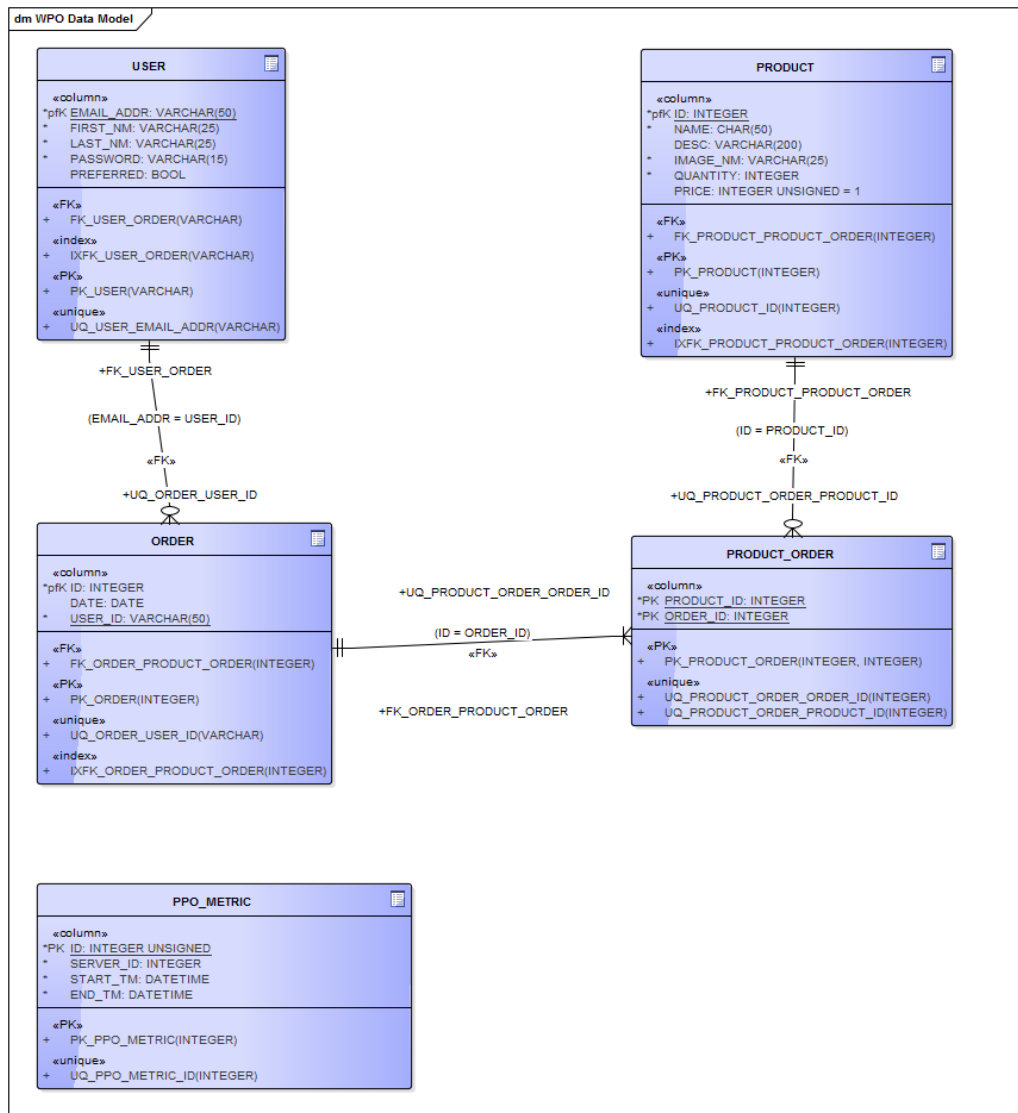 dm WPO Data Model
USER
«column»
*pfK EMAIL_ADDR: VARCHAR(50)
* FIRST_NM: VARCHAR(25)
* LAST_NM: VARCHAR(25)
* PASSWORD: VARCHAR(15)
PREFERRED: BOOL
«FK»
+ FK_USER_ORDER(VARCHAR)
«index»
+ IXFK_USER_ORDER(VARCHAR)
«PK»
+ PK_USER(VARCHAR)
«unique»
+ UQ_USER_EMAIL_ADDR(VARCHAR)
PRODUCT
«column»
*pfK ID: INTEGER
* NAME: CHAR(50)
DESC: VARCHAR(200)
* IMAGE_NM: VARCHAR(25)
* QUANTITY: INTEGER
PRICE: INTEGER UNSIGNED = 1
«FK»
+ FK_PRODUCT_PRODUCT_ORDER(INTEGER)
«PK»
+ PK_PRODUCT(INTEGER)
«unique»
+ UQ_PRODUCT_ID(INTEGER)
«index»
+ IXFK_PRODUCT_PRODUCT_ORDER(INTEGER)
+FK_USER_ORDER
(EMAIL_ADDR = USER_ID)
«FK»
+UQ_ORDER_USER_ID
+FK_PRODUCT_PRODUCT_ORDER
(ID = PRODUCT_ID)
«FK»
+UQ_PRODUCT_ORDER_PRODUCT_ID
ORDER
«column»
*pfK ID: INTEGER
DATE: DATE
* USER_ID: VARCHAR(50)
«FK»
+ FK_ORDER_PRODUCT_ORDER(INTEGER)
«PK»
+ PK_ORDER(INTEGER)
«unique»
+ UQ_ORDER_USER_ID(VARCHAR)
«index»
+ IXFK_ORDER_PRODUCT_ORDER(INTEGER)
+UQ_PRODUCT_ORDER_ORDER_ID
(ID = ORDER_ID)
«FK»
+FK_ORDER_PRODUCT_ORDER
PRODUCT_ORDER
«column»
*PK PRODUCT_ID: INTEGER
*PK ORDER_ID: INTEGER
«PK»
+ PK_PRODUCT_ORDER(INTEGER, INTEGER)
«unique»
+ UQ_PRODUCT_ORDER_ORDER_ID(INTEGER)
+ UQ_PRODUCT_ORDER_PRODUCT_ID(INTEGER)
PPO_METRIC
«column»
*PK ID: INTEGER UNSIGNED
* SERVER_ID: INTEGER
* START_TM: DATETIME
* END_TM: DATETIME
«PK»
+ PK_PPO_METRIC(INTEGER)
«unique»
+ UQ_PPO_METRIC_ID(INTEGER)